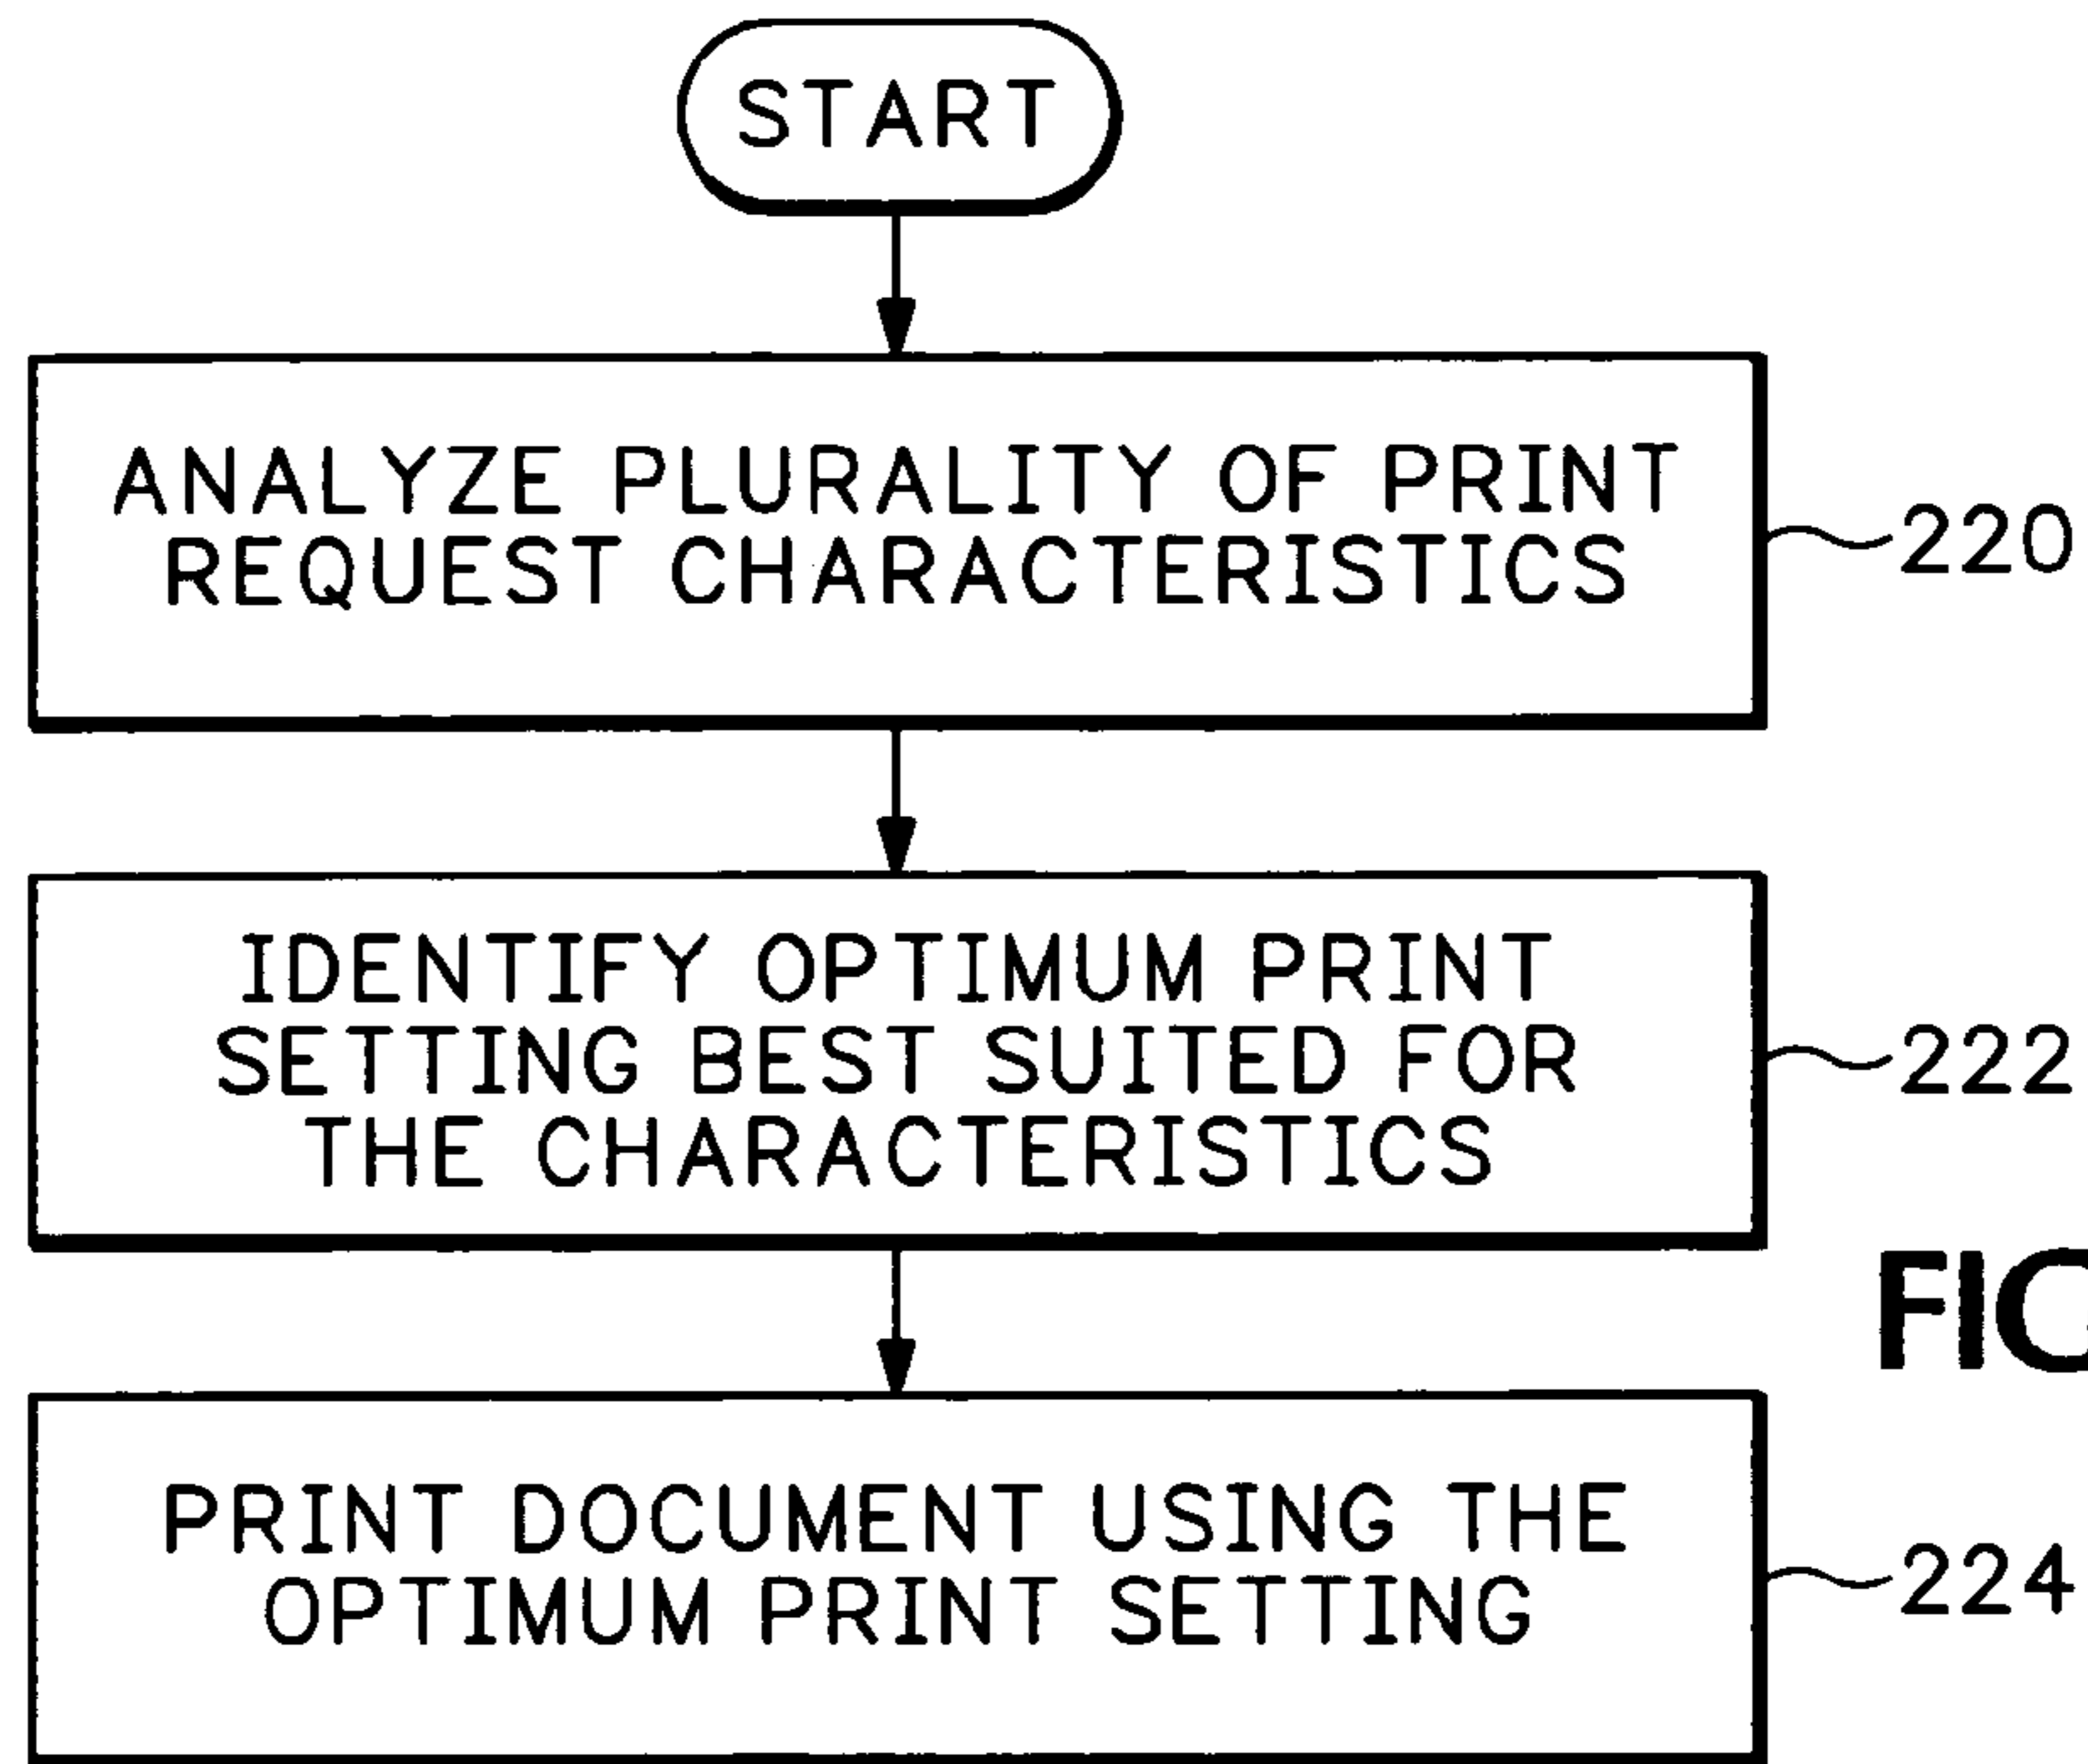 START
ANALYZE PLURALITY OF PRINT
REQUEST CHARACTERISTICS
220
IDENTIFY OPTIMUM PRINT
SETTING BEST SUITED FOR
THE CHARACTERISTICS
222
FIG
PRINT DOCUMENT USING THE
OPTIMUM PRINT SETTING
224